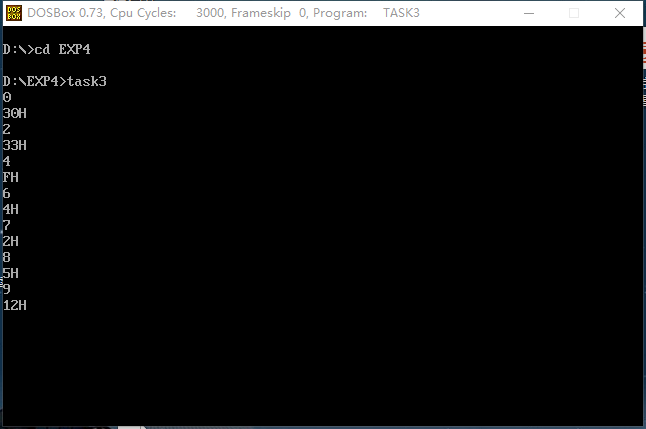 DOSBox 0.73, Cpu Cycles: 3000, Frameskip 0, Program: TASK3
D:\>cd EXP4
D:\EXP4>task3
0
30H
2
33H
4
FH
6
4H
7
2H
8
5H
9
12H